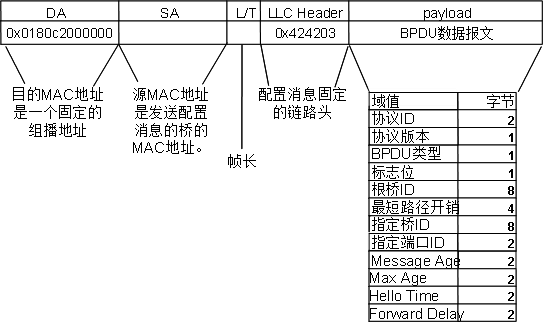 DA SA L/T LLC Header payload
0x0180c2000000 0x424203 BPDU数据报文
目的MAC地址
是一个固定的
组播地址
源MAC地址
是发送配置
消息的桥的
MAC地址。
帧长
配置消息固定
的链路头
域值 字节
协议ID 2
协议版本 1
BPDU类型 1
标志位 1
根桥ID 8
最短路径开销 4
指定桥ID 8
指定端口ID 2
Message Age 2
Max Age 2
Hello Time 2
Forward Delay 2